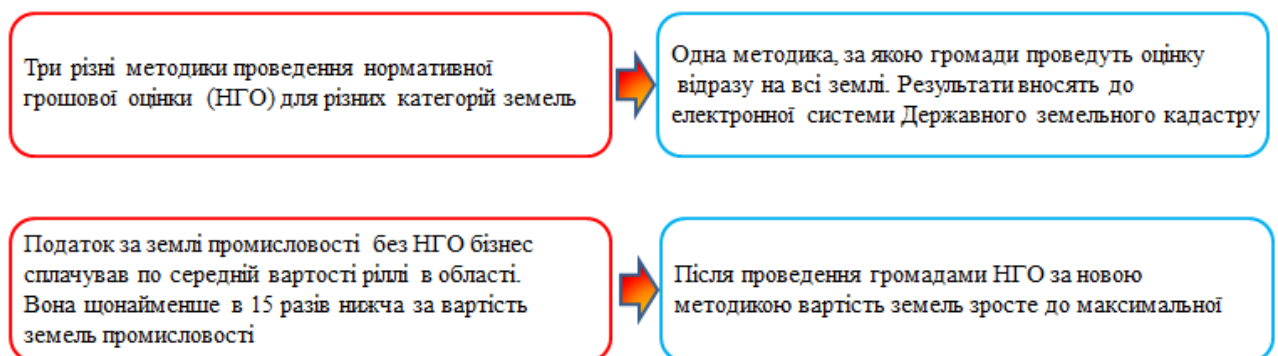 Три різні методики проведення нормативної
грошової оцінки (НГО) для різних категорій земель
Одна методика, за якою громади проведуть оцінку
відразу на всі землі. Результати вносять до
електронної системи Державного земельного кадастру
Податок за землі промисловості без НГО бізнес
сплачував по середній вартості ріллі в області.
Вона щонайменше в 15 разів нижча за вартість
земель промисловості
Після проведення громадами НГО за новою
методикою вартість земель зросте до максимальної